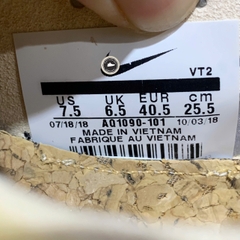 VT2
US UK EUR cm
7.5 6.5 40.5 25.5
07/18/18 AQ1090-101 10/03/18
MADE IN VIETNAM
FABRIQUE AU VIETNAM